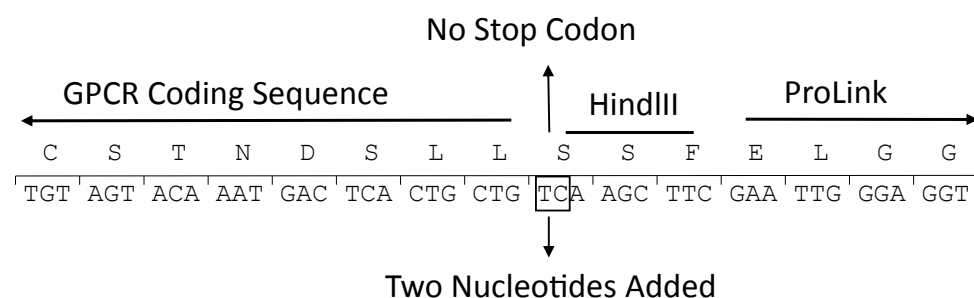 No Stop Codon
GPCR Coding Sequence HindlII ProLink
C S T N D S L L S S F E L G G
TGT AGT ACA AAT GAC TCA CTG CTG TCA AGC TTC GAA TTG GGA GGT
Two Nucleotides Added